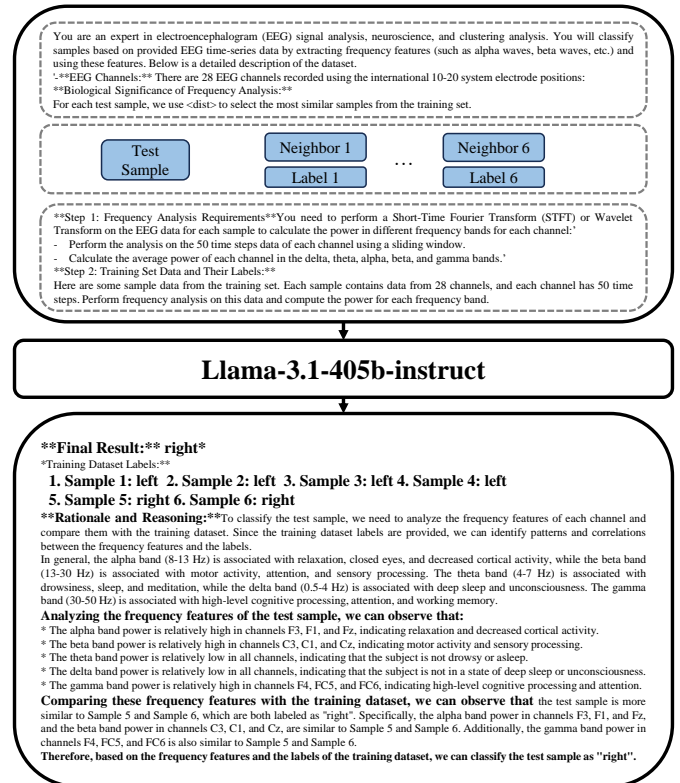 You are an expert in electroencephalogram (EEG) signal analysis, neuroscience, and clustering analysis. You will classify
samples based on provided EEG time-series data by extracting frequency features (such as alpha waves, beta waves, etc.) and
using these features. Below is a detailed description of the dataset.
'-**EEG Channels:** There are 28 EEG channels recorded using the international 10-20 system electrode positions:
**Biological Significance of Frequency Analysis:**
For each test sample, we use <dist> to select the most similar samples from the training set.
Test
Sample
Neighbor 1
Label 1
…
Neighbor 6
Label 6
**Step 1: Frequency Analysis Requirements**You need to perform a Short-Time Fourier Transform (STFT) or Wavelet
Transform on the EEG data for each sample to calculate the power in different frequency bands for each channel:'
- Perform the analysis on the 50 time steps data of each channel using a sliding window.
- Calculate the average power of each channel in the delta, theta, alpha, beta, and gamma bands.'
**Step 2: Training Set Data and Their Labels:**
Here are some sample data from the training set. Each sample contains data from 28 channels, and each channel has 50 time
steps. Perform frequency analysis on this data and compute the power for each frequency band.
Llama-3.1-405b-instruct
**Final Result:** right*
*Training Dataset Labels:**
1. Sample 1: left 2. Sample 2: left 3. Sample 3: left 4. Sample 4: left
5. Sample 5: right 6. Sample 6: right
**Rationale and Reasoning:**To classify the test sample, we need to analyze the frequency features of each channel and
compare them with the training dataset. Since the training dataset labels are provided, we can identify patterns and correlations
between the frequency features and the labels.
In general, the alpha band (8-13 Hz) is associated with relaxation, closed eyes, and decreased cortical activity, while the beta band
(13-30 Hz) is associated with motor activity, attention, and sensory processing. The theta band (4-7 Hz) is associated with
drowsiness, sleep, and meditation, while the delta band (0.5-4 Hz) is associated with deep sleep and unconsciousness. The gamma
band (30-50 Hz) is associated with high-level cognitive processing, attention, and working memory.
Analyzing the frequency features of the test sample, we can observe that:
* The alpha band power is relatively high in channels F3, F1, and Fz, indicating relaxation and decreased cortical activity.
* The beta band power is relatively high in channels C3, C1, and Cz, indicating motor activity and sensory processing.
* The theta band power is relatively low in all channels, indicating that the subject is not drowsy or asleep.
* The delta band power is relatively low in all channels, indicating that the subject is not in a state of deep sleep or unconsciousness.
* The gamma band power is relatively high in channels F4, FC5, and FC6, indicating high-level cognitive processing and attention.
Comparing these frequency features with the training dataset, we can observe that the test sample is more
similar to Sample 5 and Sample 6, which are both labeled as "right". Specifically, the alpha band power in channels F3, F1, and Fz,
and the beta band power in channels C3, C1, and Cz, are similar to Sample 5 and Sample 6. Additionally, the gamma band power in
channels F4, FC5, and FC6 is also similar to Sample 5 and Sample 6.
Therefore, based on the frequency features and the labels of the training dataset, we can classify the test sample as "right".